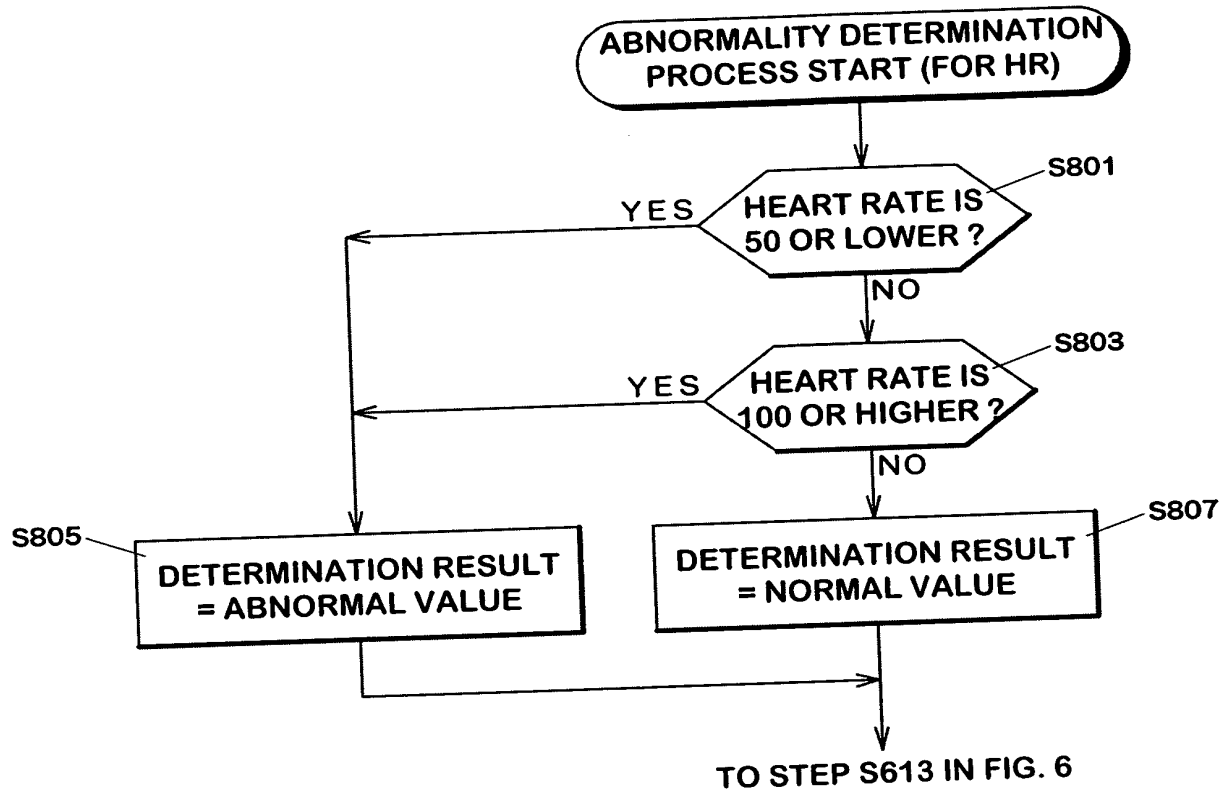 ABNORMALITY DETERMINATION
PROCESS START (FOR HR)
S801
HEART RATE IS
50 OR LOWER ?
YES
NO
S803
HEART RATE IS
100 OR HIGHER ?
YES
NO
S805
DETERMINATION RESULT
= ABNORMAL VALUE
S807
DETERMINATION RESULT
= NORMAL VALUE
TO STEP S613 IN FIG. 6